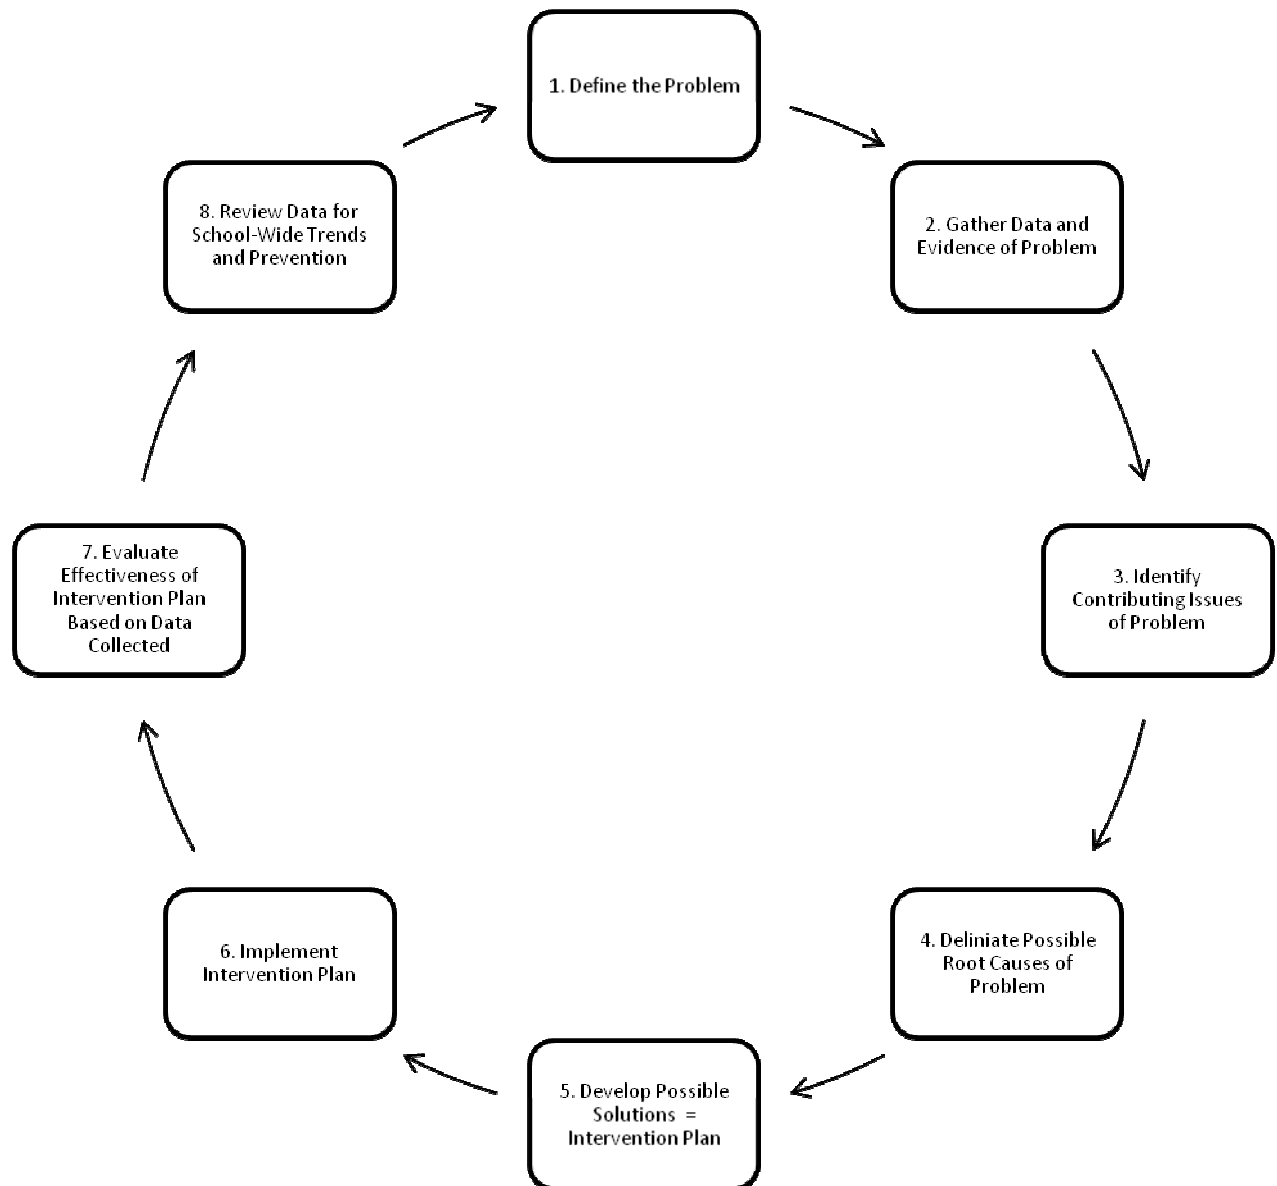 1. Define the Problem
2. Gather Data and
Evidence of Problem
3. Identify
Contributing Issues
of Problem
4. Deliniate Possible
Root Causes of
Problem
5. Develop Possible
Solutions =
Intervention Plan
6. Implement
Intervention Plan
7. Evaluate
Effectiveness of
Intervention Plan
Based on Data
Collected
8. Review Data for
School-Wide Trends
and Prevention